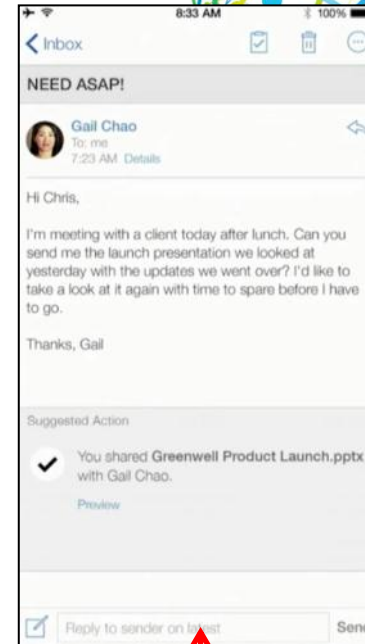 8:33 AM
100%
Inbox
NEED ASAP!
Gail Chao
To: me
7:23 AM Details
Hi Chris,
I'm meeting with a client today after lunch. Can you
send me the launch presentation we looked at
yesterday with the updates we went over? I'd like to
take a look at it again with time to spare before I have
to go.
Thanks, Gail
Suggested Action
You shared Greenwell Product Launch.pptx
with Gail Chao.
Preview
Reply to sender on latest
Send